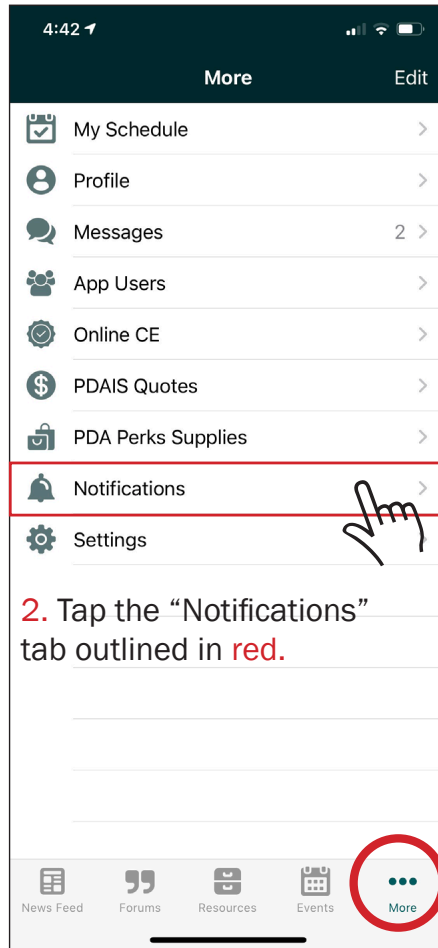 4:42
More Edit
My Schedule
Profile
Messages 2
App Users
Online CE
PDAIS Quotes
PDA Perks Supplies
Notifications
Settings
2. Tap the “Notifications”
tab outlined in red.
News Feed Forums Resources Events More